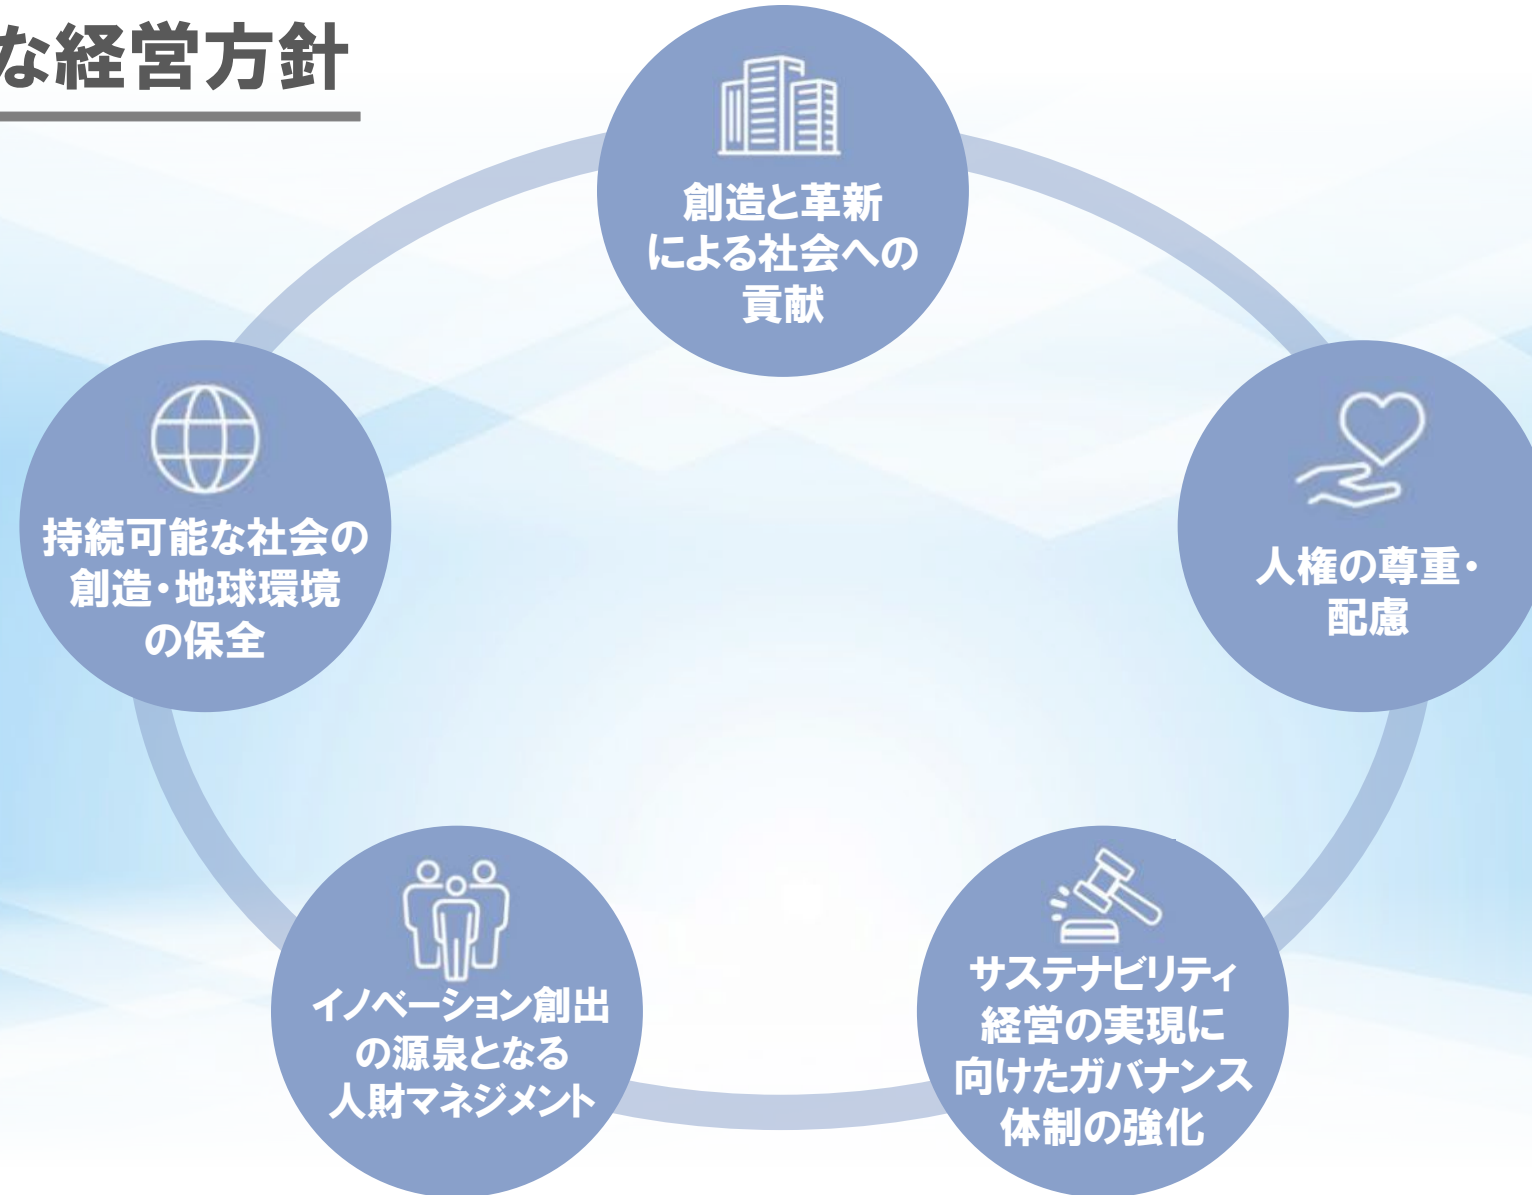 な経営方針
創造と革新
による社会への
貢献
人権の尊重・
配慮
サステナビリティ
経営の実現に
向けたガバナンス
体制の強化
イノベーション創出
の源泉となる
人財マネジメント
持続可能な社会の
創造・地球環境
の保全